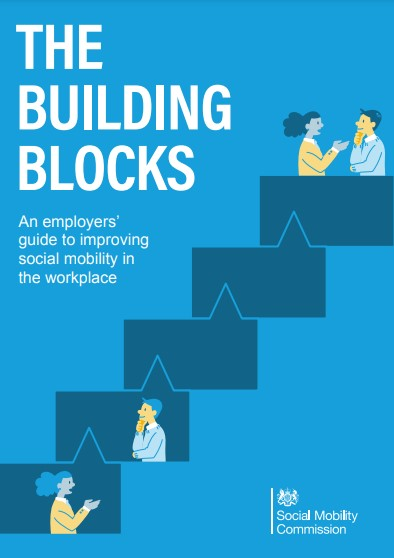 THE
BUILDING
BLOCKS
An employers’
guide to improving
social mobility in
the workplace
Social Mobility
Commission